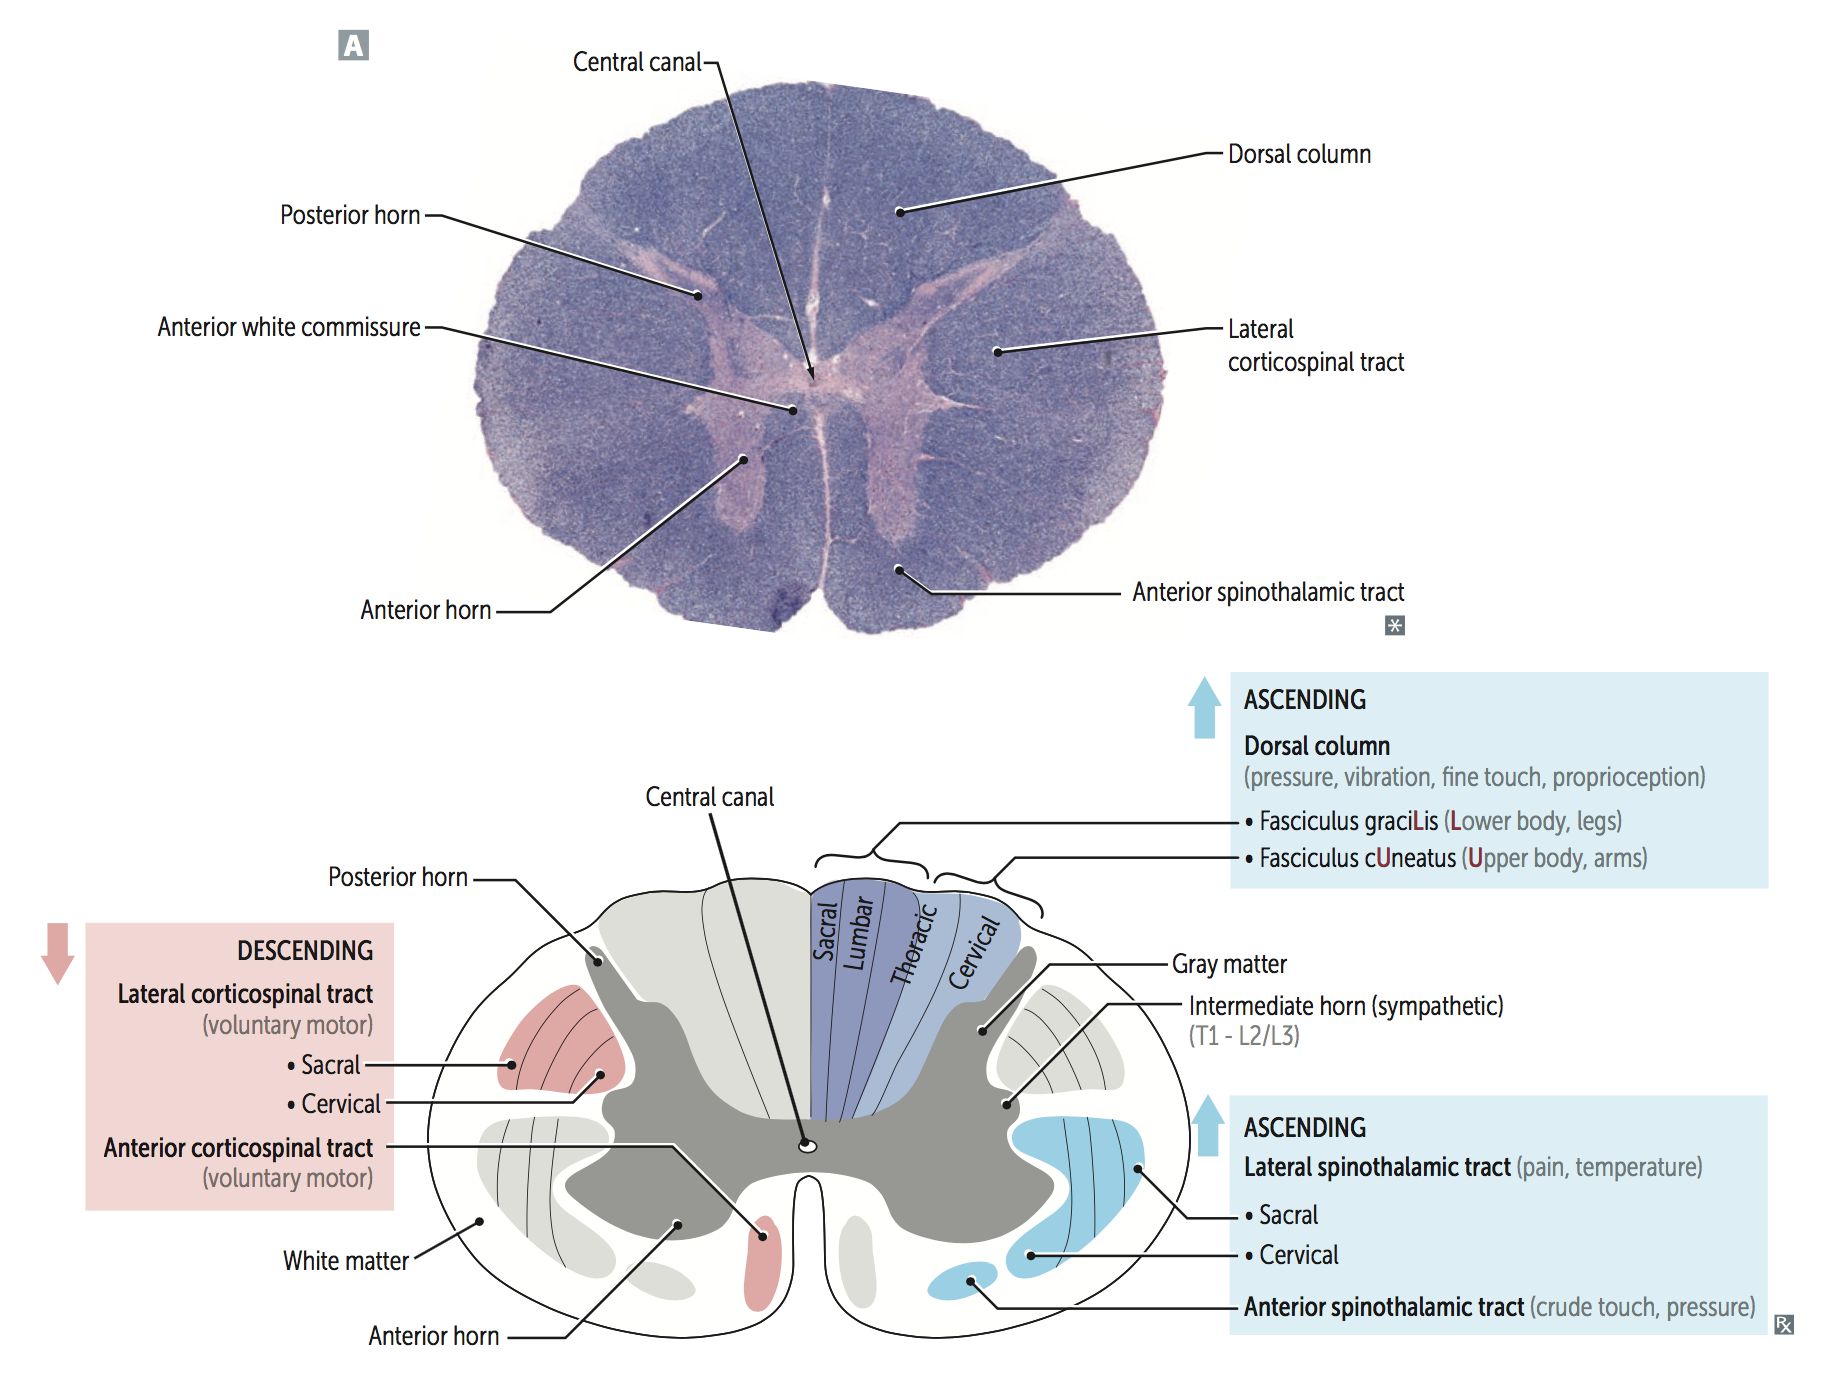 A
Central canal
Dorsal column
Posterior horn
Anterior white commissure
Lateral
corticospinal tract
Anterior horn
Anterior spinothalamic tract
*
ASCENDING
Dorsal column
(pressure, vibration, fine touch, proprioception)
• Fasciculus graciLis (Lower body, legs)
• Fasciculus cUneatus (Upper body, arms)
Central canal
Posterior horn
Sacral
Lumbar
Thoracic
Cervical
DESCENDING
Lateral corticospinal tract
(voluntary motor)
• Sacral
• Cervical
Anterior corticospinal tract
(voluntary motor)
White matter
Anterior horn
Gray matter
Intermediate horn (sympathetic)
(T1 - L2/L3)
ASCENDING
Lateral spinothalamic tract (pain, temperature)
• Sacral
• Cervical
Anterior spinothalamic tract (crude touch, pressure)
Rx